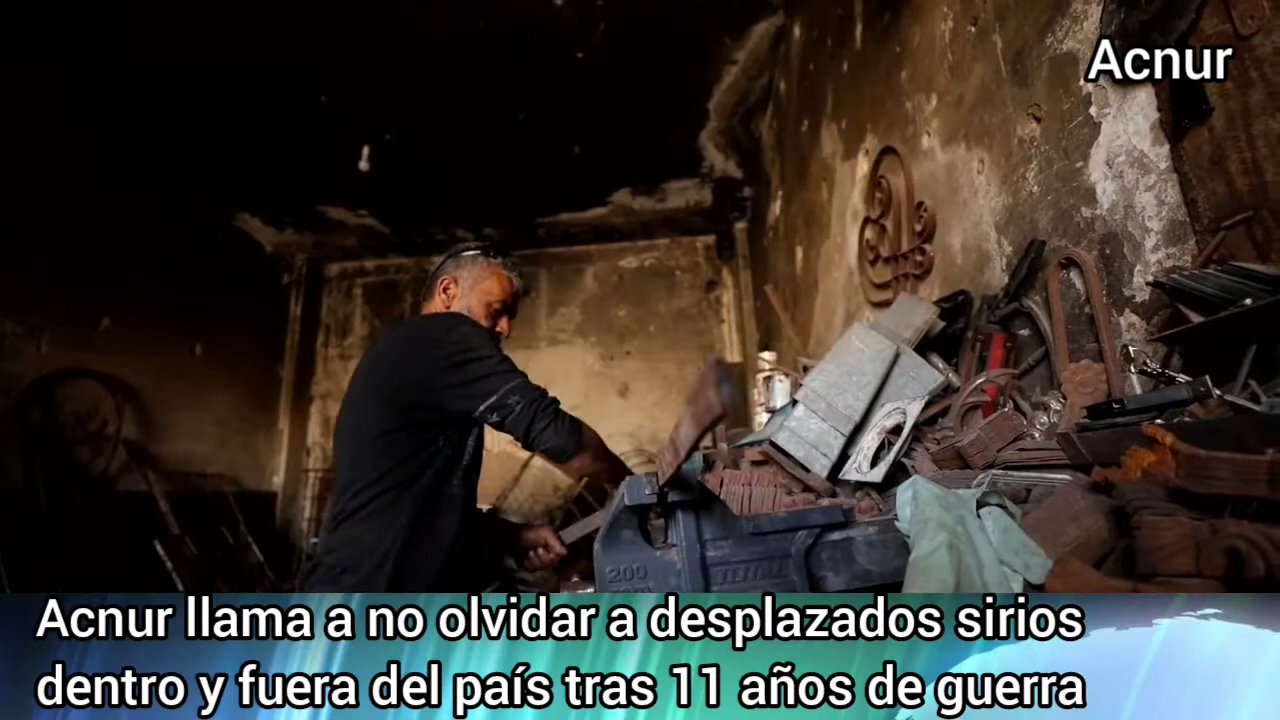 Acnur
200
Acnur llama a no olvidar a desplazados sirios
dentro y fuera del país tras 11 años de guerra